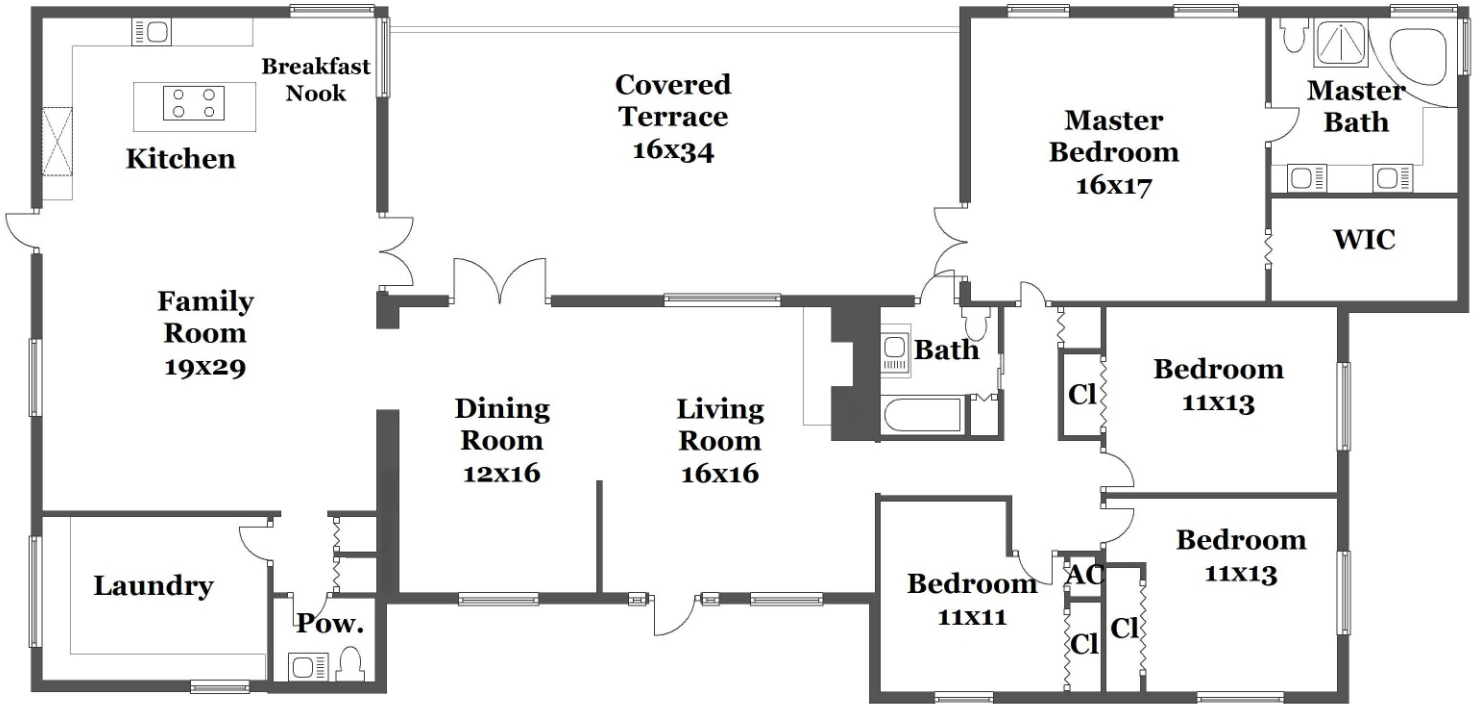 Breakfast
Nook
Kitchen
Covered
Terrace
16x34
Master
Bedroom
16x17
Master
Bath
WIC
Family
Room
19x29
Dining
Room
12x16
Living
Room
16x16
Bath
Cl
Bedroom
11x13
Laundry
Pow.
Bedroom
11x11
AC
Cl
Cl
Bedroom
11x13